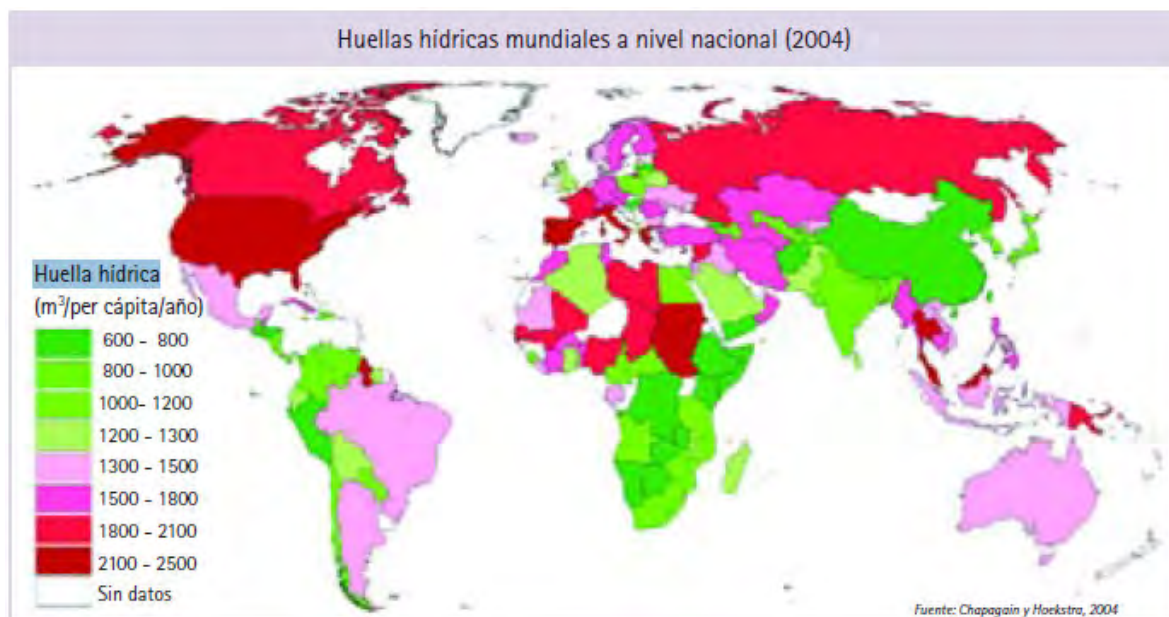 Huellas hídricas mundiales a nivel nacional (2004)
Huella hídrica
(m³/per cápita/año)
600 - 800
800 - 1000
1000- 1200
1200 - 1300
1300 - 1500
1500 - 1800
1800 - 2100
2100 - 2500
Sin datos
Fuente: Chapagain y Hoekstra, 2004